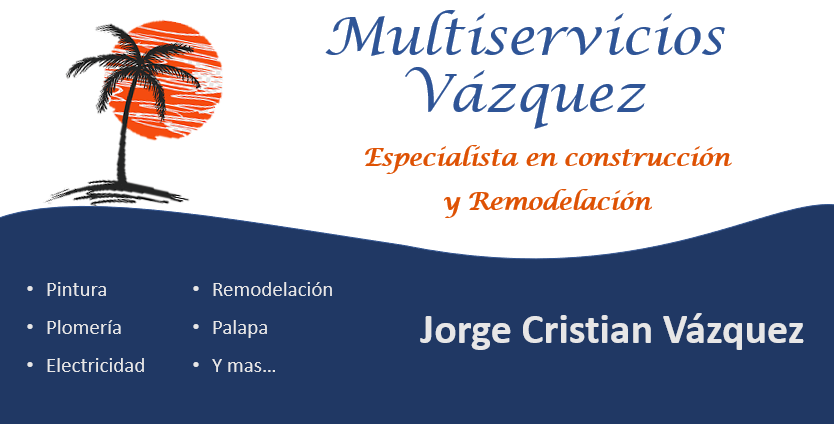 Multiservicios
Vázquez
Especialista en construcción
y Remodelación
• Pintura
• Plomería
• Electricidad
• Remodelación
• Palapa
• Y mas...
Jorge Cristian Vázquez